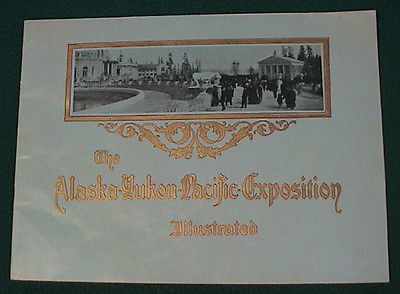 The
Alaska-Yukon-Pacific-Exposition
Illustrated